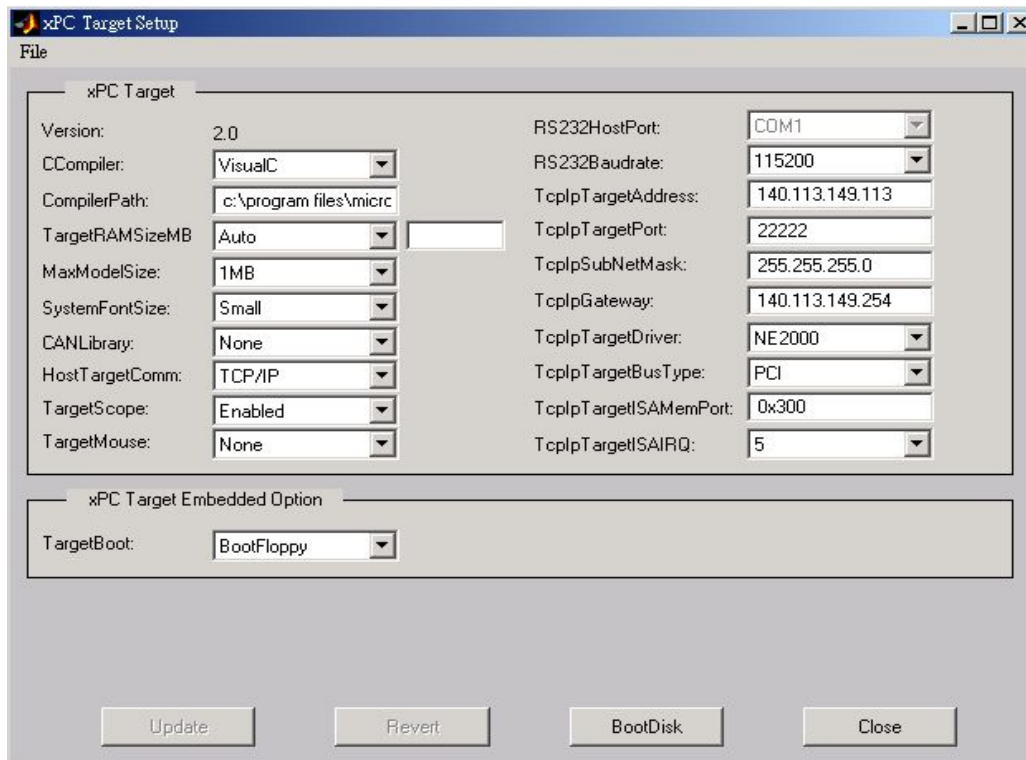 xPC Target Setup
File
xPC Target
Version: 2.0
CCompiler: VisualC
CompilerPath: c:\program files\micro
TargetRAMSizeMB Auto
MaxModelSize: 1MB
SystemFontSize: Small
CANLibrary: None
HostTargetComm: TCP/IP
TargetScope: Enabled
TargetMouse: None
RS232HostPort: COM1
RS232Baudrate: 115200
TcpIpTargetAddress: 140.113.149.113
TcpIpTargetPort: 22222
TcpIpSubNetMask: 255.255.255.0
TcpIpGateway: 140.113.149.254
TcpIpTargetDriver: NE2000
TcpIpTargetBusType: PCI
TcpIpTargetISAMemPort: 0x300
TcpIpTargetISAIRQ: 5
xPC Target Embedded Option
TargetBoot: BootFloppy
Update Revert BootDisk Close